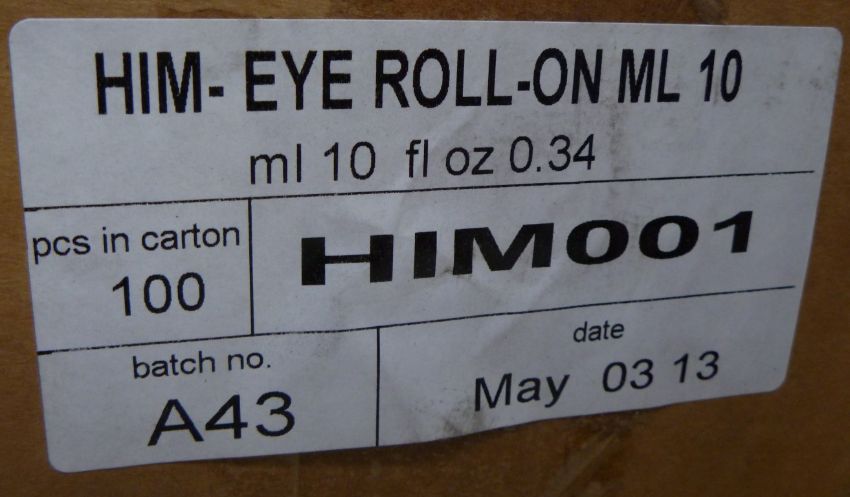 HIM- EYE ROLL-ON ML 10
ml 10 fl oz 0.34
pcs in carton
100
HIM001
batch no.
A43
date
May 03 13